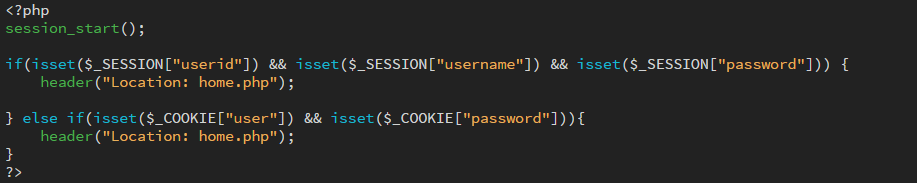 <?php
session_start();
if(isset($_SESSION["userid"]) && isset($_SESSION["username"]) && isset($_SESSION["password"])) {
    header("Location: home.php");
} else if(isset($_COOKIE["user"]) && isset($_COOKIE["password"])){
    header("Location: home.php");
}
?>